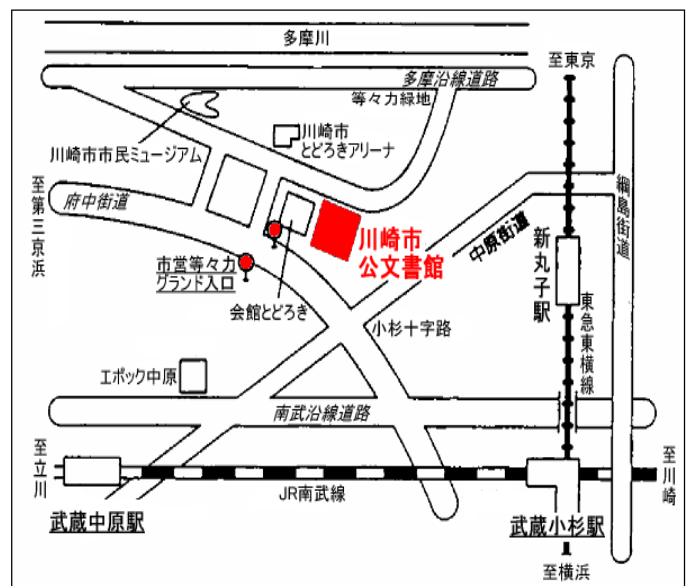 多摩川
至東京
多摩沿線道路
等々力緑地
川崎市
とどろきアリーナ
川崎市市民ミュージアム
至第三京浜
府中街道
綱島街道
中原街道
川崎市
公文書館
新丸子駅
市営等々力
グランド入口
会館とどろき
東急東横線
小杉十字路
エポック中原
南武沿線道路
至立川
至川崎
JR南武線
武蔵中原駅
武蔵小杉駅
至横浜